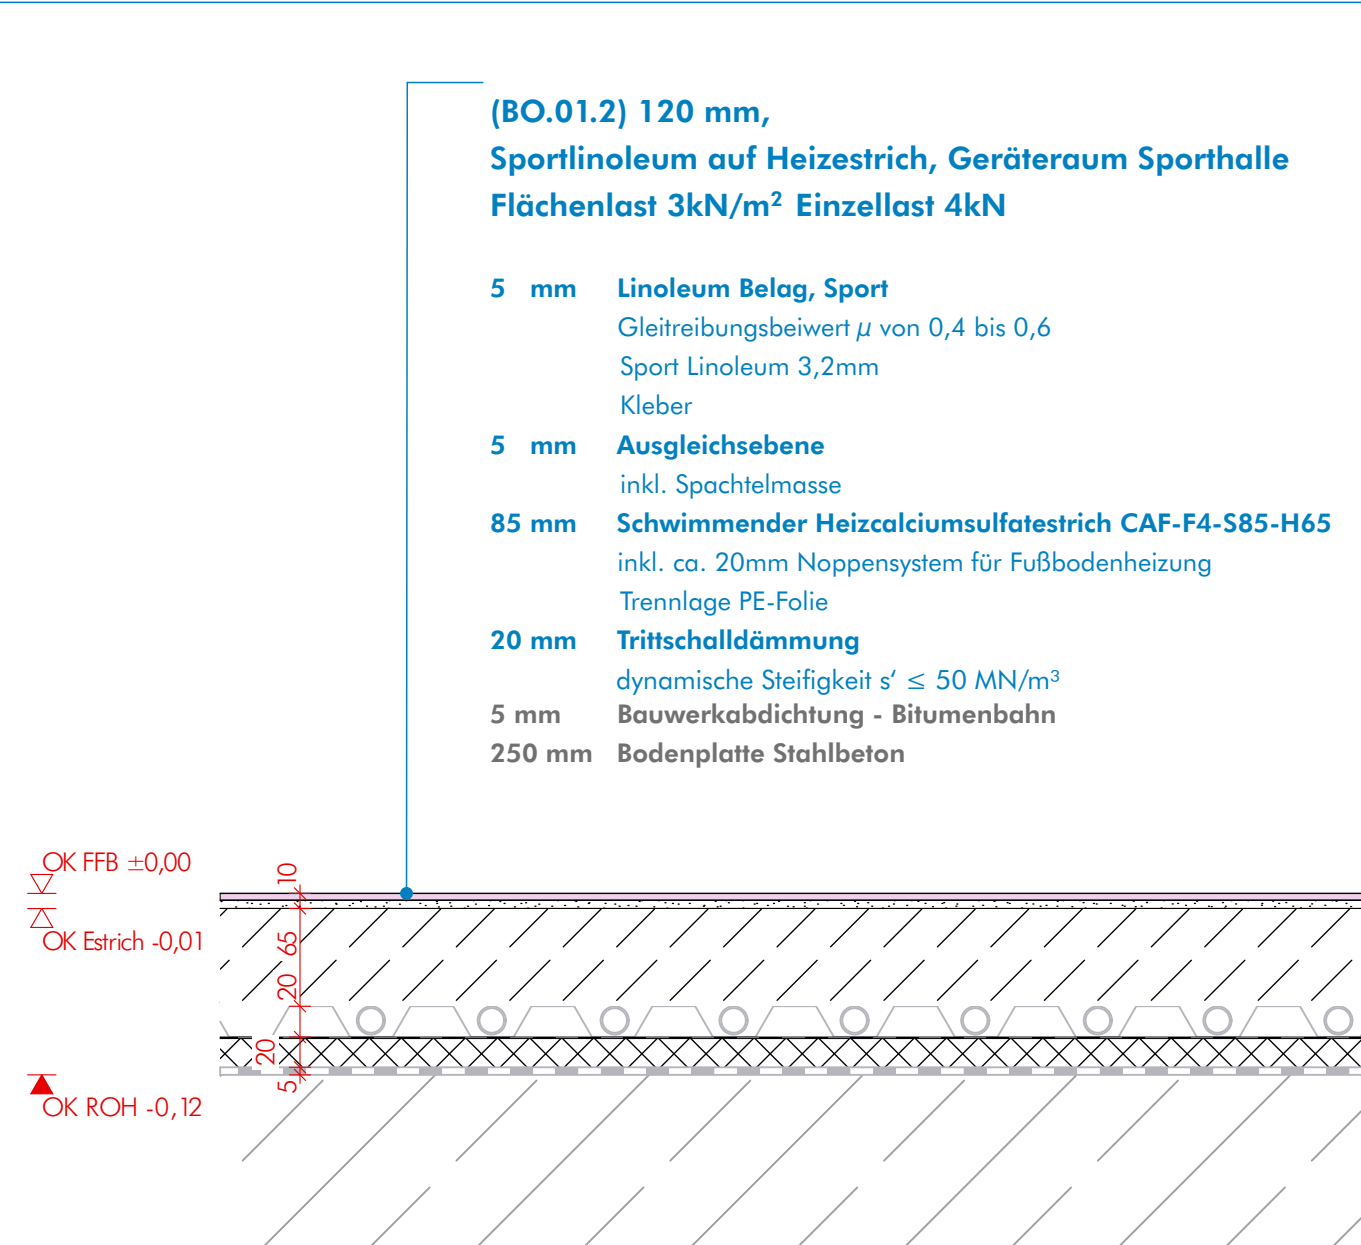 (BO.01.2) 120 mm,
Sportlinoleum auf Heizestrich, Geräteraum Sporthalle
Flächenlast 3kN/m² Einzellast 4kN
5 mm Linoleum Belag, Sport
Gleitreibungsbeiwert μ von 0,4 bis 0,6
Sport Linoleum 3,2mm
Kleber
5 mm Ausgleichsebene
inkl. Spachtelmasse
85 mm Schwimmender Heizcalciumsulfatestrich CAF-F4-S85-H65
inkl. ca. 20mm Noppensystem für Fußbodenheizung
Trennlage PE-Folie
20 mm Trittschalldämmung
dynamische Steifigkeit s‘ ≤ 50 MN/m³
5 mm Bauwerkabdichtung - Bitumenbahn
250 mm Bodenplatte Stahlbeton
OK FFB ±0,00
10
OK Estrich -0,01
65
20
20
5
OK ROH -0,12